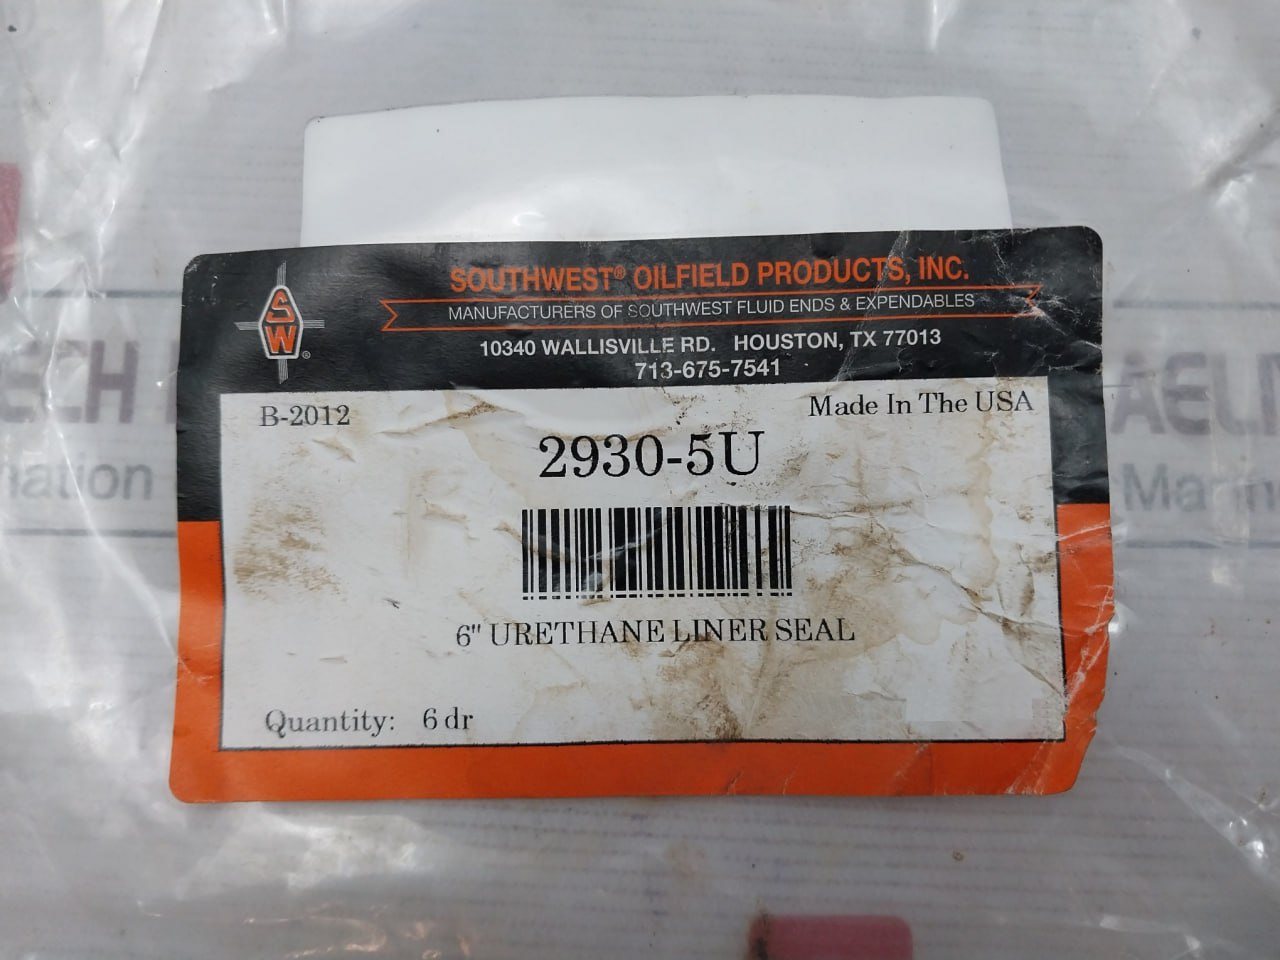 SOUTHWEST® OILFIELD PRODUCTS, INC.
MANUFACTURERS OF SOUTHWEST FLUID ENDS & EXPENDABLES
10340 WALLISVILLE RD. HOUSTON, TX 77013
713-675-7541
SW®
B-2012
Made In The USA
2930-5U
6" URETHANE LINER SEAL
Quantity: 6 dr